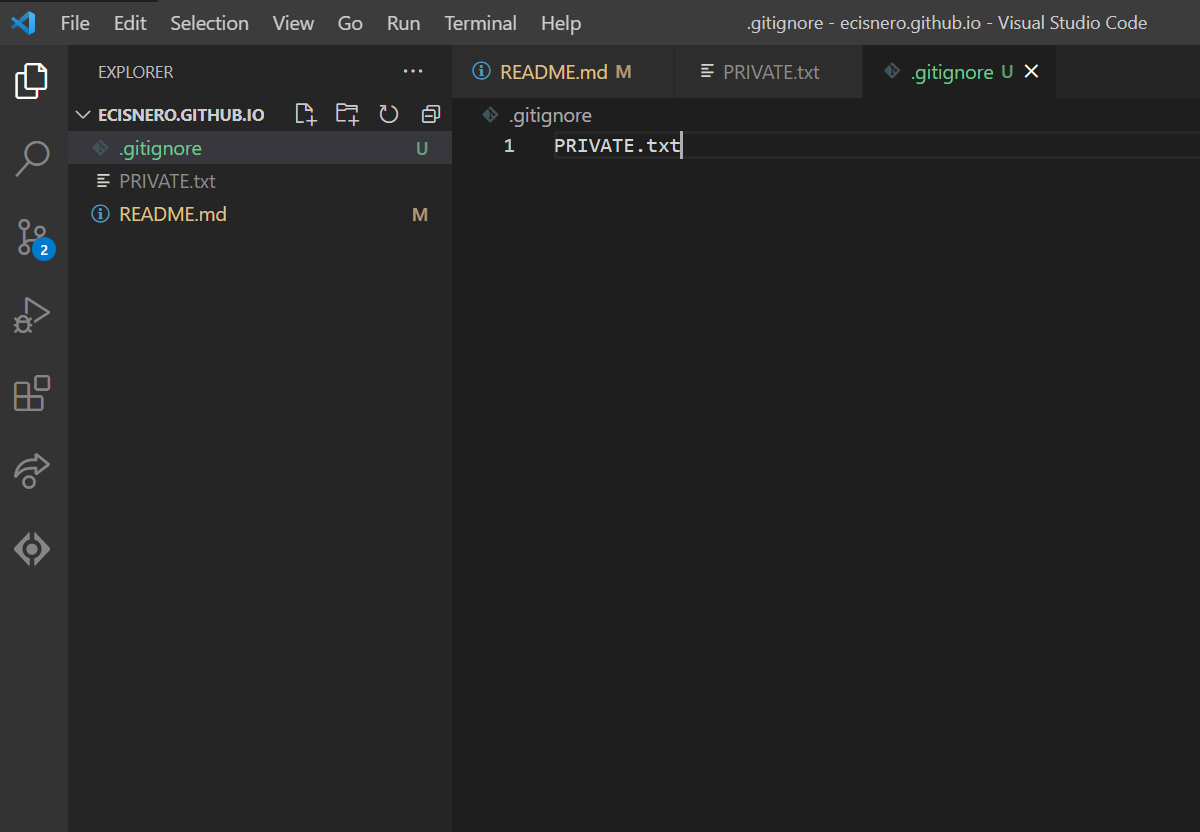 File Edit Selection View Go Run Terminal Help .gitignore - ecisnero.github.io - Visual Studio Code
EXPLORER ···
ECISNERO.GITHUB.IO
.gitignore U
PRIVATE.txt
README.md M
2
README.md M PRIVATE.txt .gitignore U
.gitignore
1 PRIVATE.txt